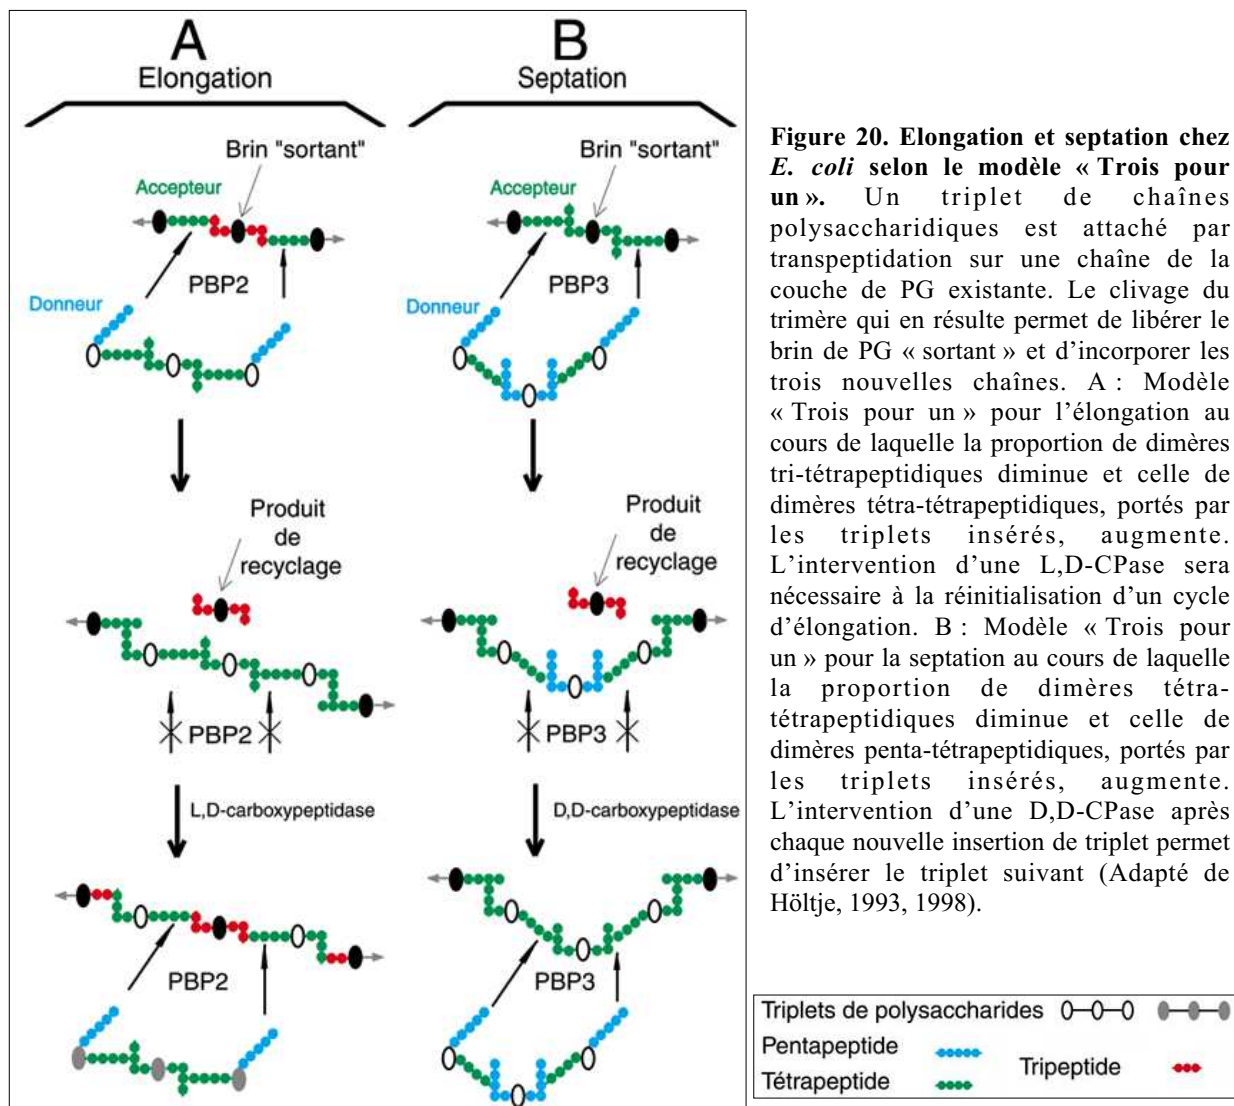 A
Elongation
Brin "sortant"
Accepteur
PBP2
Donneur
Produit
de
recyclage
PBP2
L,D-carboxypeptidase
PBP2
B
Septation
Brin "sortant"
Accepteur
PBP3
Donneur
Produit
de
recyclage
PBP3
D,D-carboxypeptidase
PBP3
Figure 20. Elongation et septation chez
E. coli selon le modèle « Trois pour
un ». Un triplet de chaînes
polysaccharidiques est attaché par
transpeptidation sur une chaîne de la
couche de PG existante. Le clivage du
trimère qui en résulte permet de libérer le
brin de PG « sortant » et d'incorporer les
trois nouvelles chaînes. A : Modèle
« Trois pour un » pour l'élongation au
cours de laquelle la proportion de dimères
tri-tétrapeptidiques diminue et celle de
dimères tétra-tétrapeptidiques, portés par
les triplets insérés, augmente.
L'intervention d'une L,D-CPase sera
nécessaire à la réinitialisation d'un cycle
d'élongation. B : Modèle « Trois pour
un » pour la septation au cours de laquelle
la proportion de dimères tétra-
tétrapeptidiques diminue et celle de
dimères penta-tétrapeptidiques, portés par
les triplets insérés, augmente.
L'intervention d'une D,D-CPase après
chaque nouvelle insertion de triplet permet
d'insérer le triplet suivant (Adapté de
Höltje, 1993, 1998).
Triplets de polysaccharides
Pentapeptide
Tétrapeptide
Tripeptide